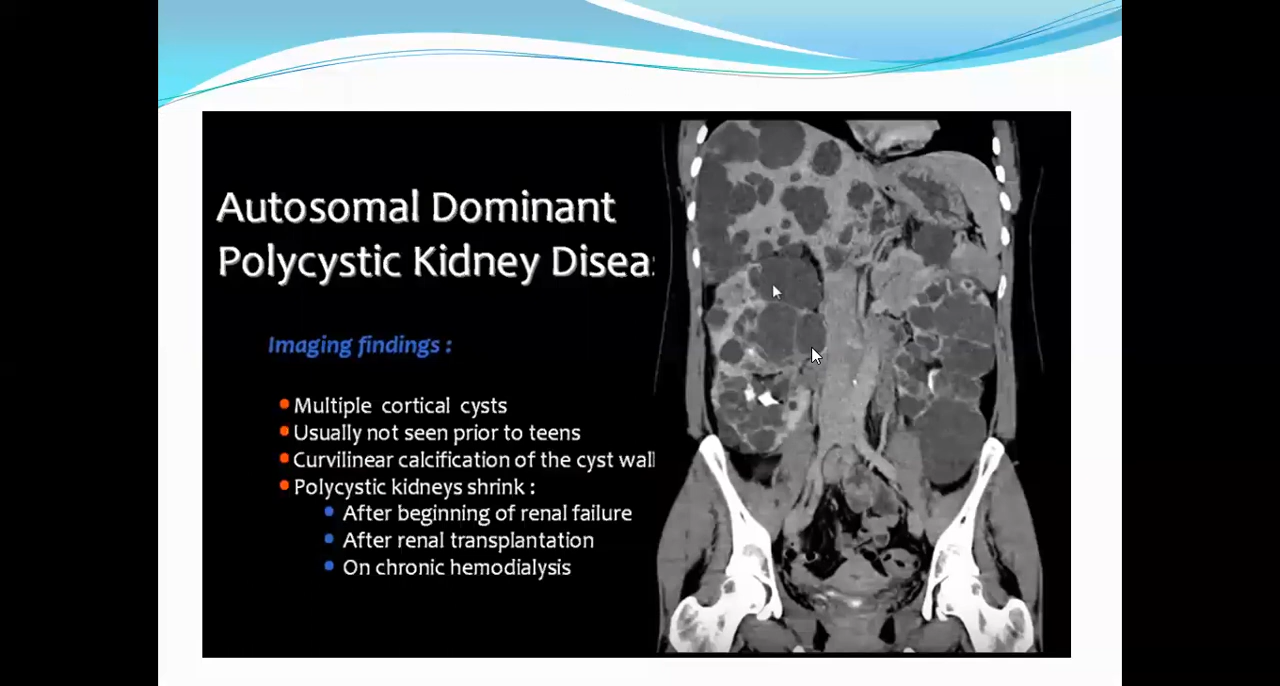 Autosomal Dominant
Polycystic Kidney Disea
Imaging findings :
Multiple cortical cysts
Usually not seen prior to teens
Curvilinear calcification of the cyst wall
Polycystic kidneys shrink :
After beginning of renal failure
After renal transplantation
On chronic hemodialysis